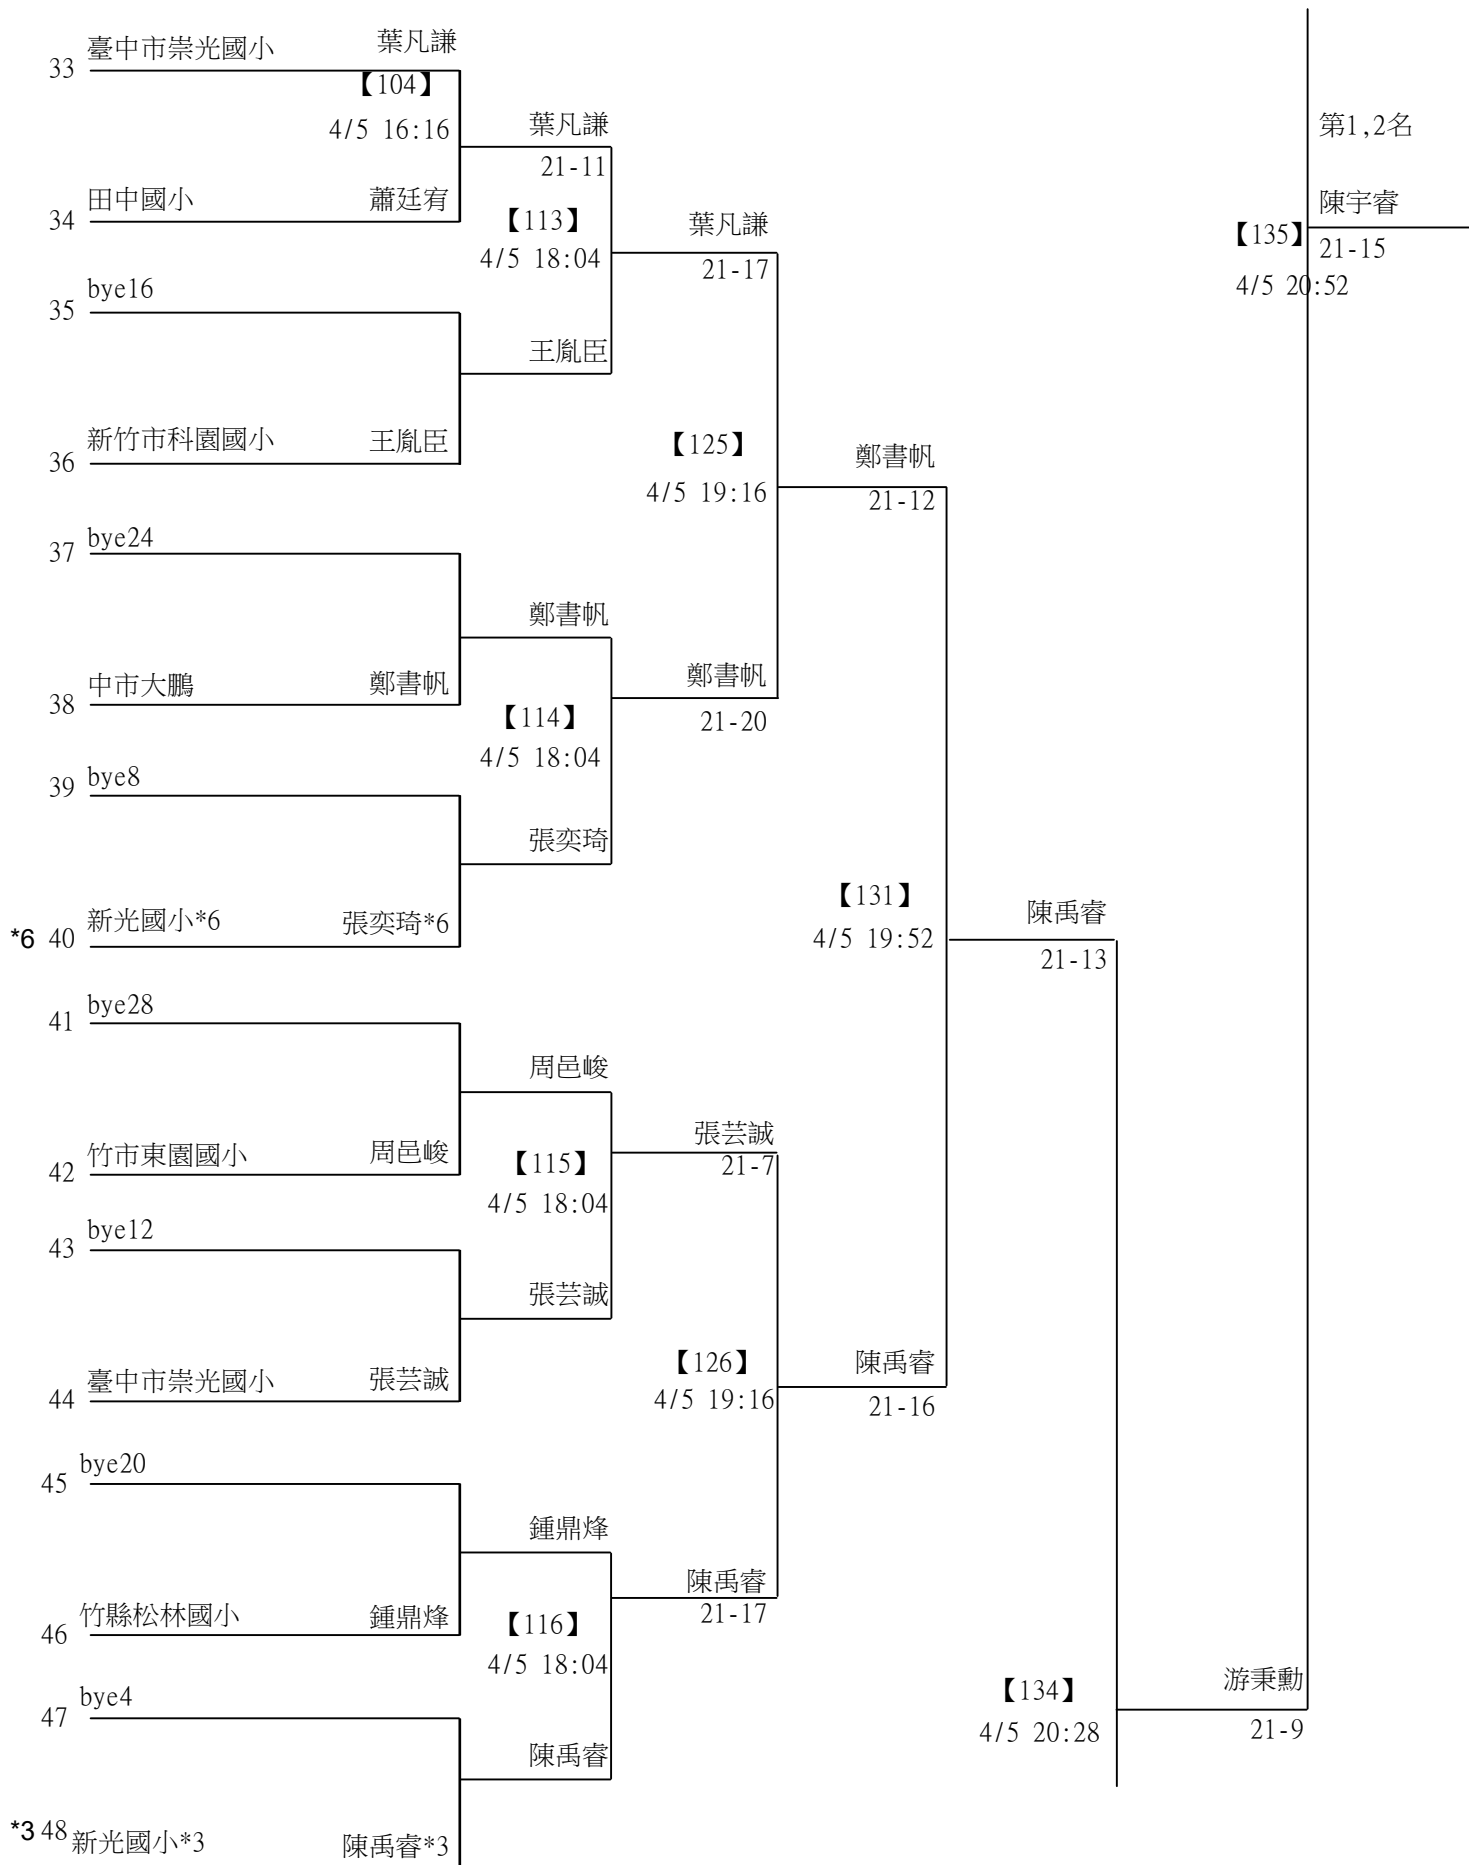 臺中市崇光國小 葉凡謙
33
【104】
4/5 16:16 葉凡謙
21-11
第1,2名
田中國小 蕭廷宥
34
【113】
4/5 18:04
葉凡謙
21-17
陳宇睿
【135】
21-15
4/5 20:52
bye16
35
王胤臣
新竹市科園國小 王胤臣
36
【125】
4/5 19:16
鄭書帆
21-12
bye24
37
鄭書帆
中市大鵬 鄭書帆
38
【114】
4/5 18:04
鄭書帆
21-20
bye8
39
張奕琦
新光國小*6 張奕琦*6
*6 40
【131】
4/5 19:52
陳禹睿
21-13
bye28
41
周邑峻
竹市東園國小 周邑峻
42
【115】
4/5 18:04
張芸誠
21-7
bye12
43
張芸誠
臺中市崇光國小 張芸誠
44
【126】
4/5 19:16
陳禹睿
21-16
bye20
45
鍾鼎烽
竹縣松林國小 鍾鼎烽
46
【116】
4/5 18:04
陳禹睿
21-17
bye4
47
陳禹睿
【134】
4/5 20:28
游秉勳
21-9
*3 48 新光國小*3 陳禹睿*3